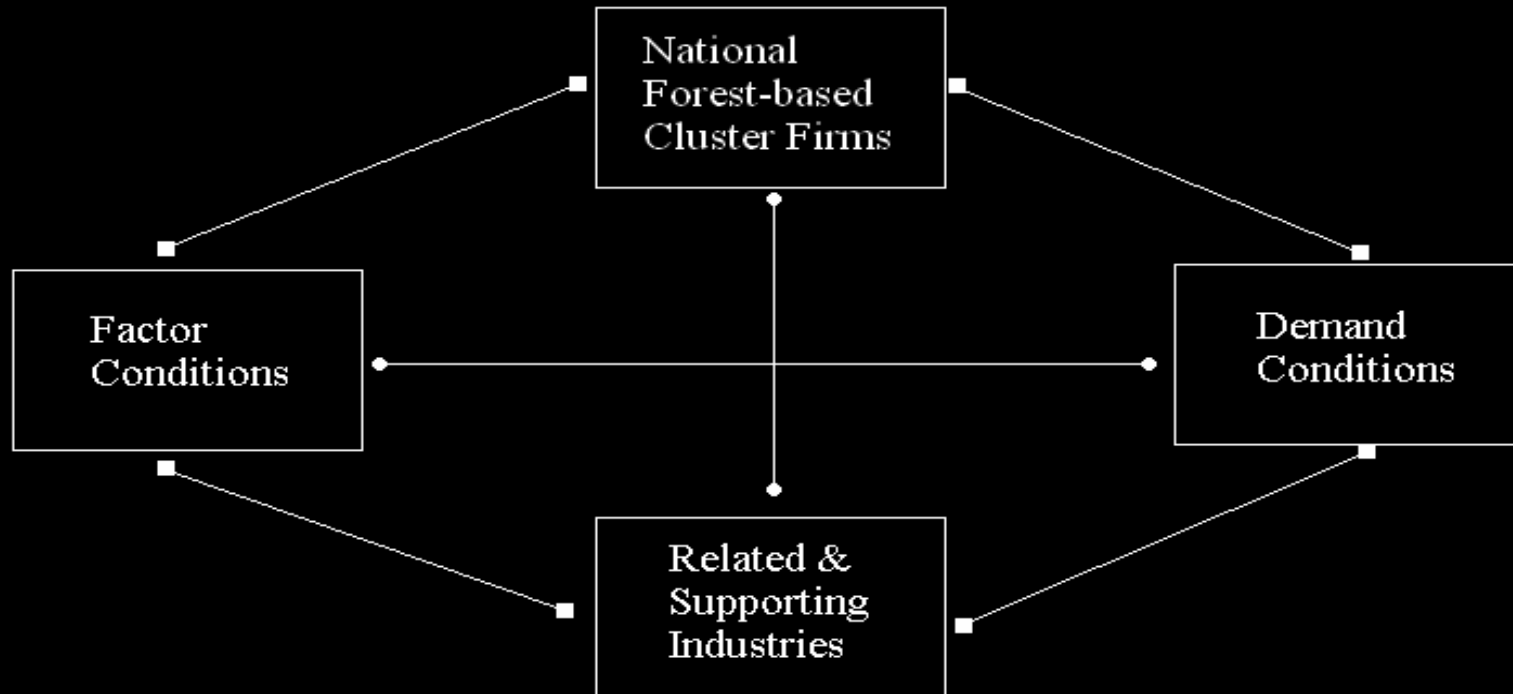 National
Forest-based
Cluster Firms
Factor
Conditions
Demand
Conditions
Related &
Supporting
Industries